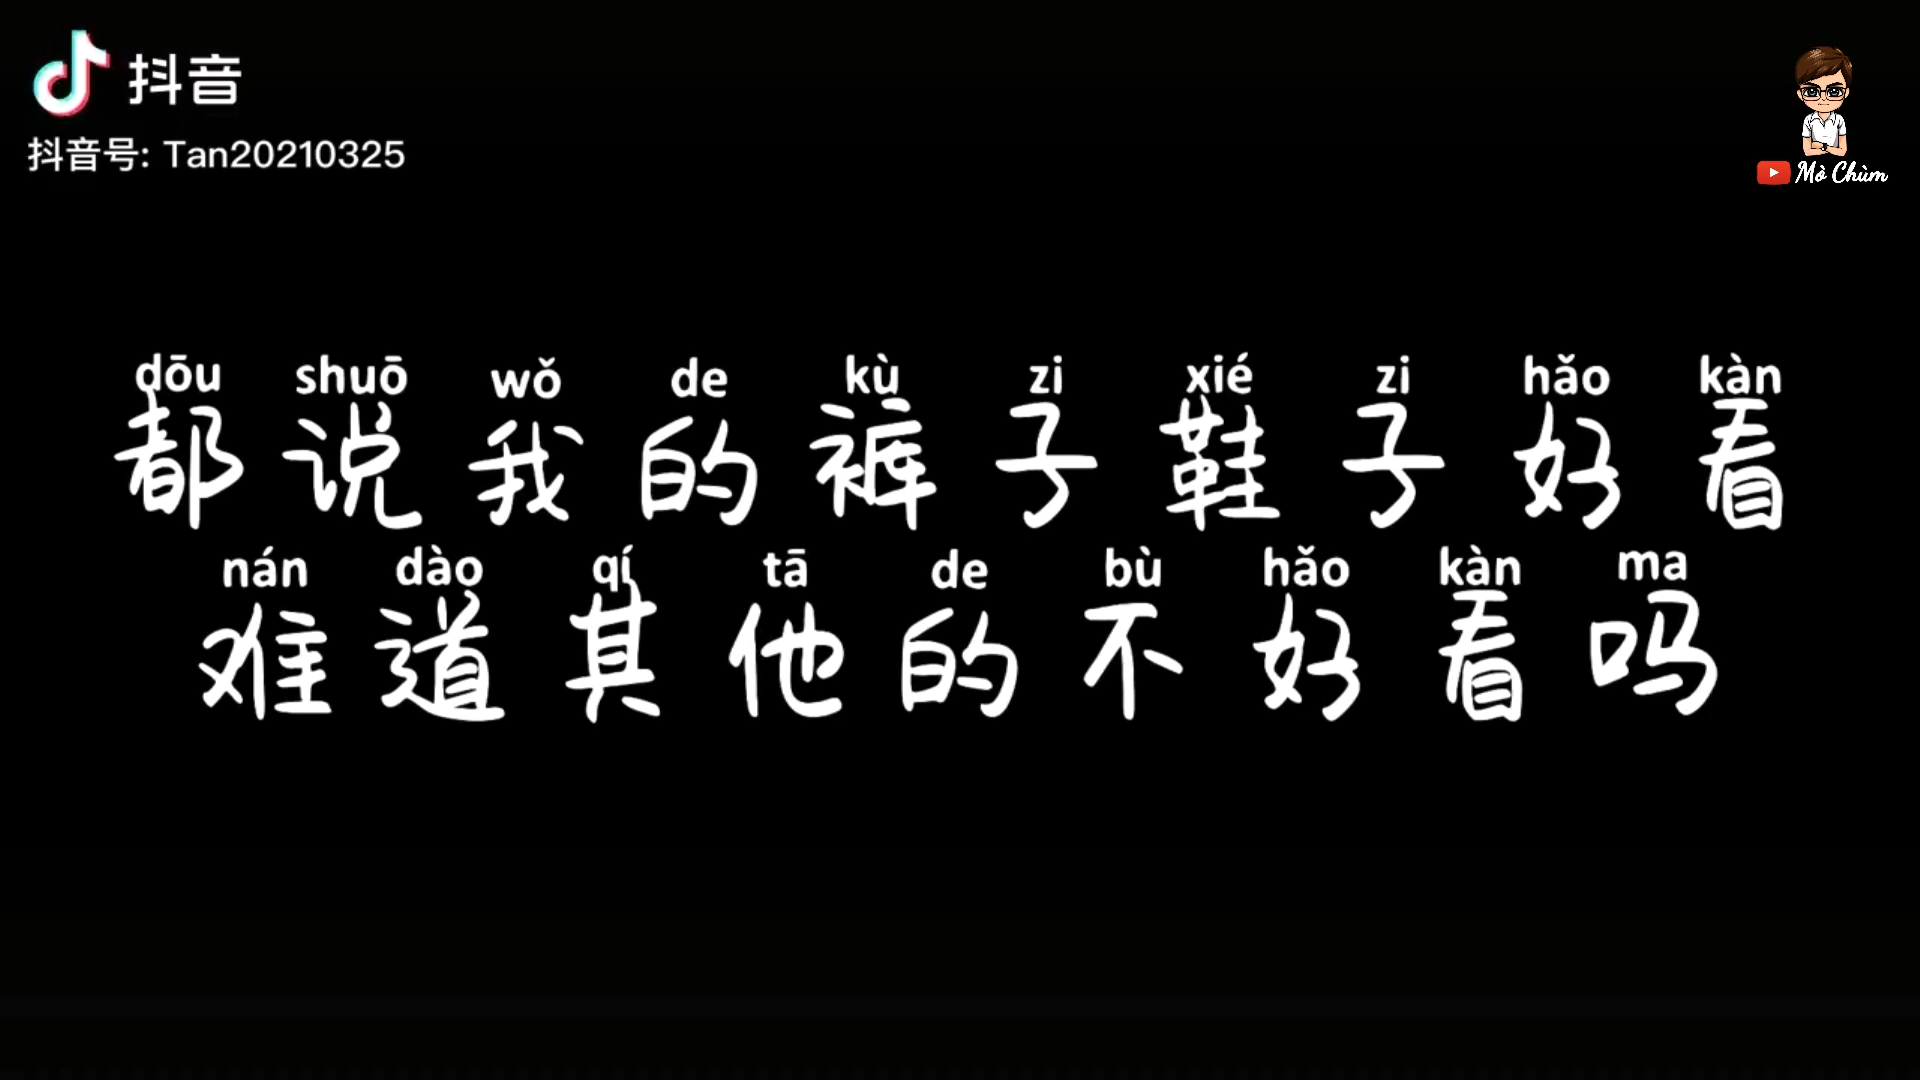 抖音
抖音号: Tan20210325
Mò Chùm
dōu shuō wǒ de kù zi xié zi hǎo kàn
都说我的裤子鞋子好看
nán dào qí tā de bù hǎo kàn ma
难道其他的不好看吗